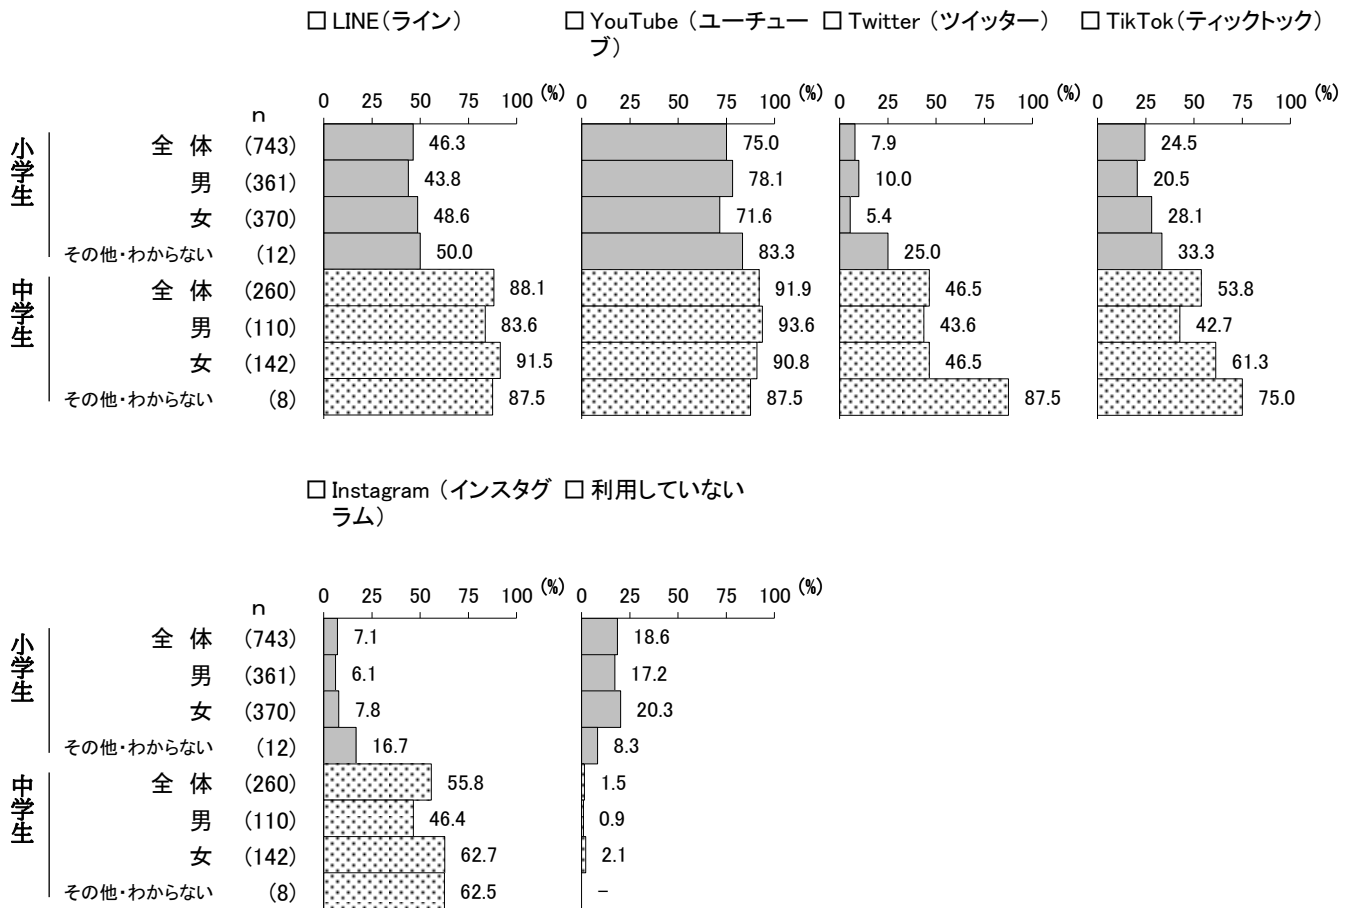 □ LINE(ライン)
□ YouTube (ユーチューブ)
□ Twitter (ツイッター)
□ TikTok(ティックトック)
n
0 25 50 75 100 (%)
0 25 50 75 100 (%)
0 25 50 75 100 (%)
0 25 50 75 100 (%)
小学生
全 体 (743) 46.3 75.0 7.9 24.5
男 (361) 43.8 78.1 10.0 20.5
女 (370) 48.6 71.6 5.4 28.1
その他・わからない (12) 50.0 83.3 25.0 33.3
中学生
全 体 (260) 88.1 91.9 46.5 53.8
男 (110) 83.6 93.6 43.6 42.7
女 (142) 91.5 90.8 46.5 61.3
その他・わからない (8) 87.5 87.5 87.5 75.0
□ Instagram (インスタグラム)
□ 利用していない
n
0 25 50 75 100 (%)
0 25 50 75 100 (%)
小学生
全 体 (743) 7.1 18.6
男 (361) 6.1 17.2
女 (370) 7.8 20.3
その他・わからない (12) 16.7 8.3
中学生
全 体 (260) 55.8 1.5
男 (110) 46.4 0.9
女 (142) 62.7 2.1
その他・わからない (8) 62.5 -